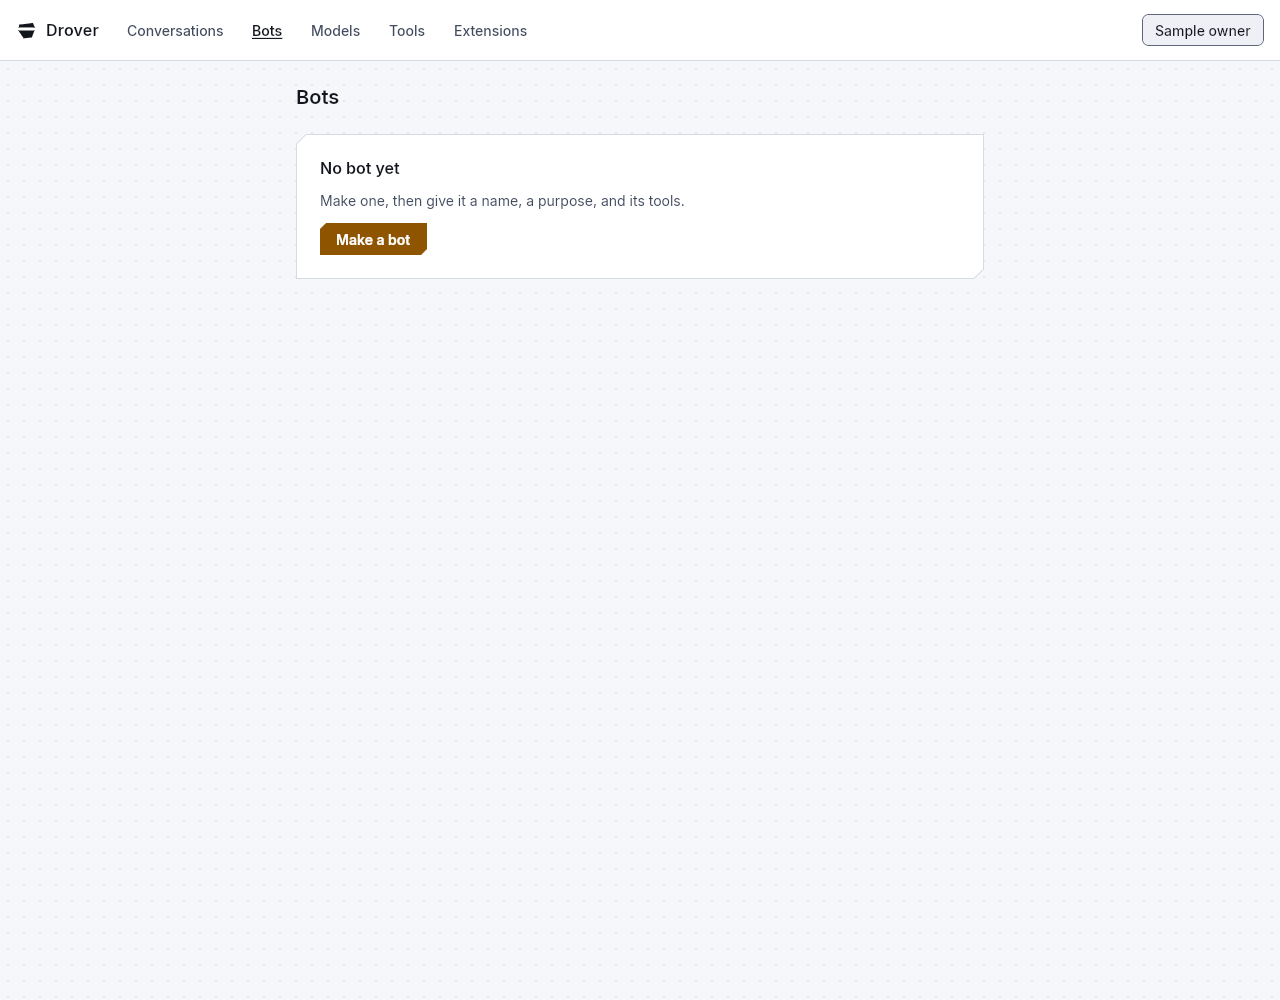 Drover
Conversations
Bots
Models
Tools
Extensions
Sample owner
Bots
No bot yet
Make one, then give it a name, a purpose, and its tools.
Make a bot